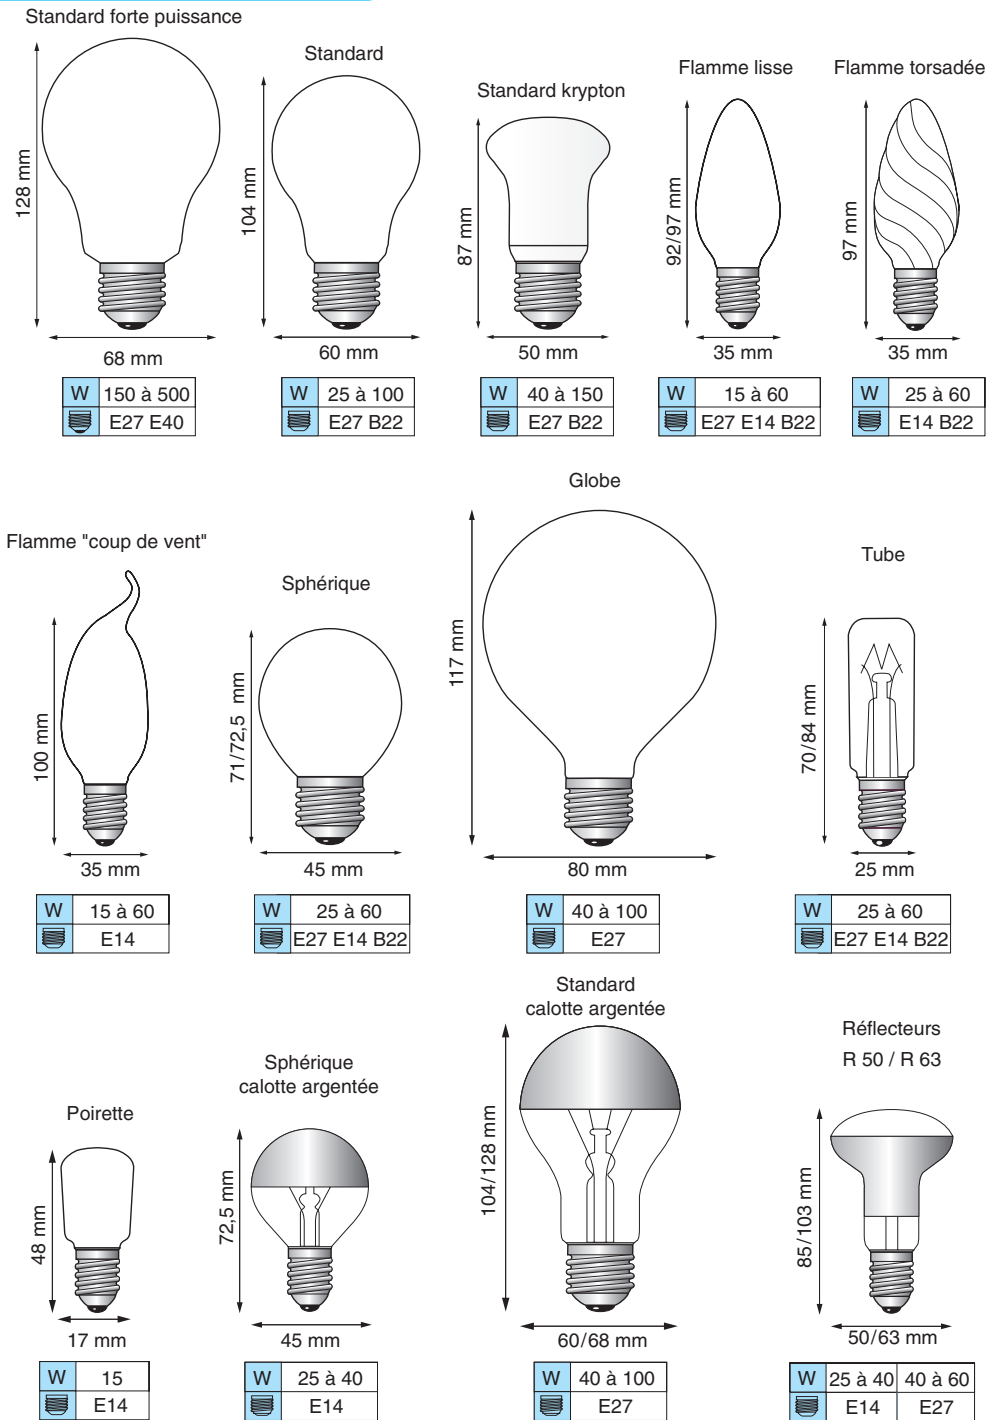 Standard forte puissance
Standard
Standard krypton
Flamme lisse
Flamme torsadée
128 mm
104 mm
87 mm
92/97 mm
97 mm
68 mm
60 mm
50 mm
35 mm
35 mm
W 150 à 500
E27 E40
W 25 à 100
E27 B22
W 40 à 150
E27 B22
W 15 à 60
E27 E14 B22
W 25 à 60
E14 B22
Flamme "coup de vent"
Sphérique
Globe
Tube
100 mm
71/72,5 mm
117 mm
70/84 mm
35 mm
45 mm
80 mm
25 mm
W 15 à 60
E14
W 25 à 60
E27 E14 B22
W 40 à 100
E27
W 25 à 60
E27 E14 B22
Poirette
Sphérique
calotte argentée
Standard
calotte argentée
Réflecteurs
R 50 / R 63
48 mm
72,5 mm
104/128 mm
85/103 mm
17 mm
45 mm
60/68 mm
50/63 mm
W 15
E14
W 25 à 40
E14
W 40 à 100
E27
W 25 à 40 40 à 60
E14 E27